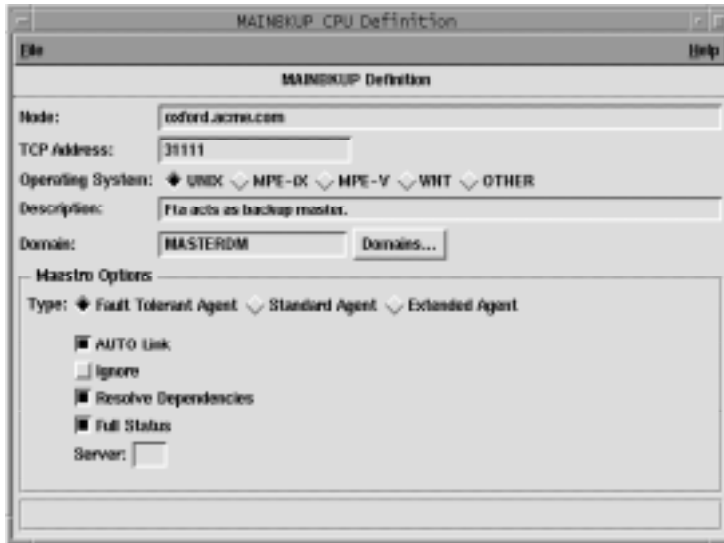 MAINBKUP CPU Definition
File Help
MAINBKUP Definition
Node: oxford.acme.com
TCP Address: 31111
Operating System: UNIX MPE-iX MPE-V WNT OTHER
Description: Fta acts as backup master.
Domain: MASTERDM Domains...
Maestro Options
Type: Fault Tolerant Agent Standard Agent Extended Agent
AUTO Link
Ignore
Resolve Dependencies
Full Status
Server: